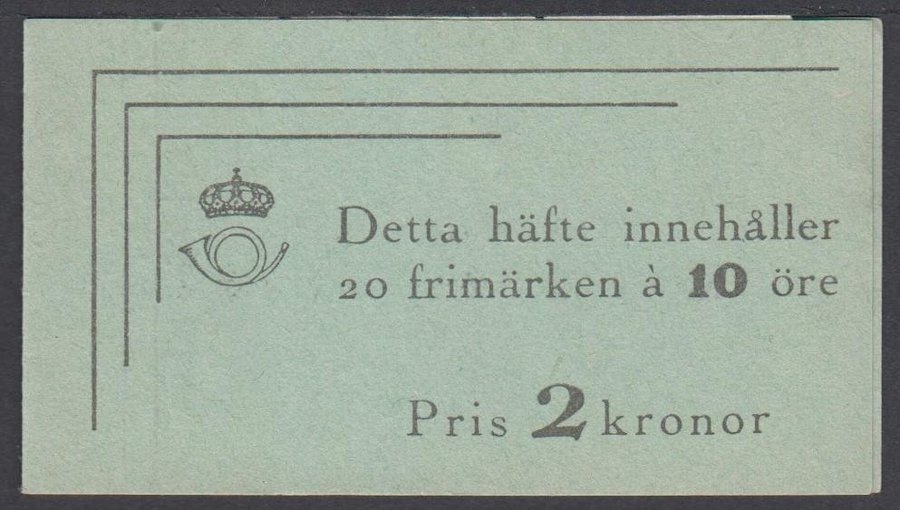 Detta häfte innehåller
20 frimärken à 10 öre
Pris 2 kronor